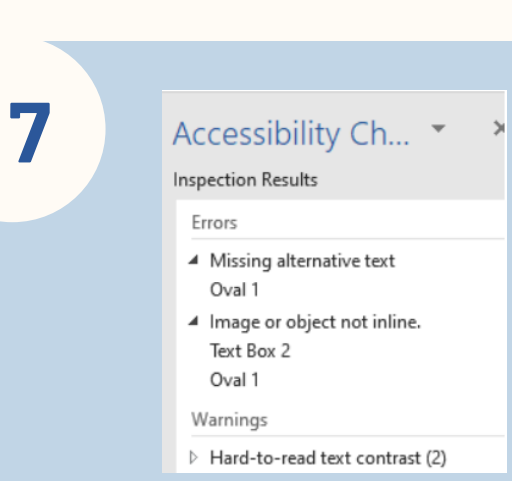 7
Accessibility Ch...
Inspection Results
Errors
Missing alternative text
Oval 1
Image or object not inline.
Text Box 2
Oval 1
Warnings
Hard-to-read text contrast (2)